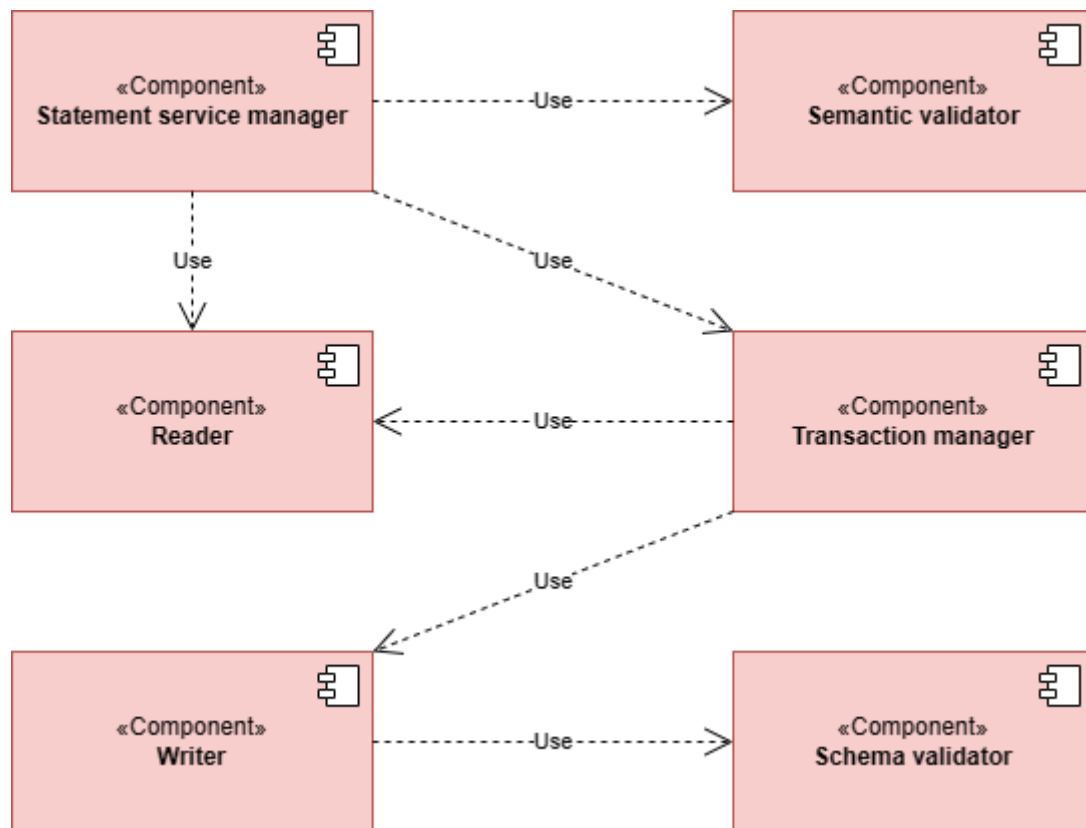 «Component»
Statement service manager
Use
«Component»
Semantic validator
Use
Use
«Component»
Reader
Use
«Component»
Transaction manager
Use
«Component»
Writer
Use
«Component»
Schema validator